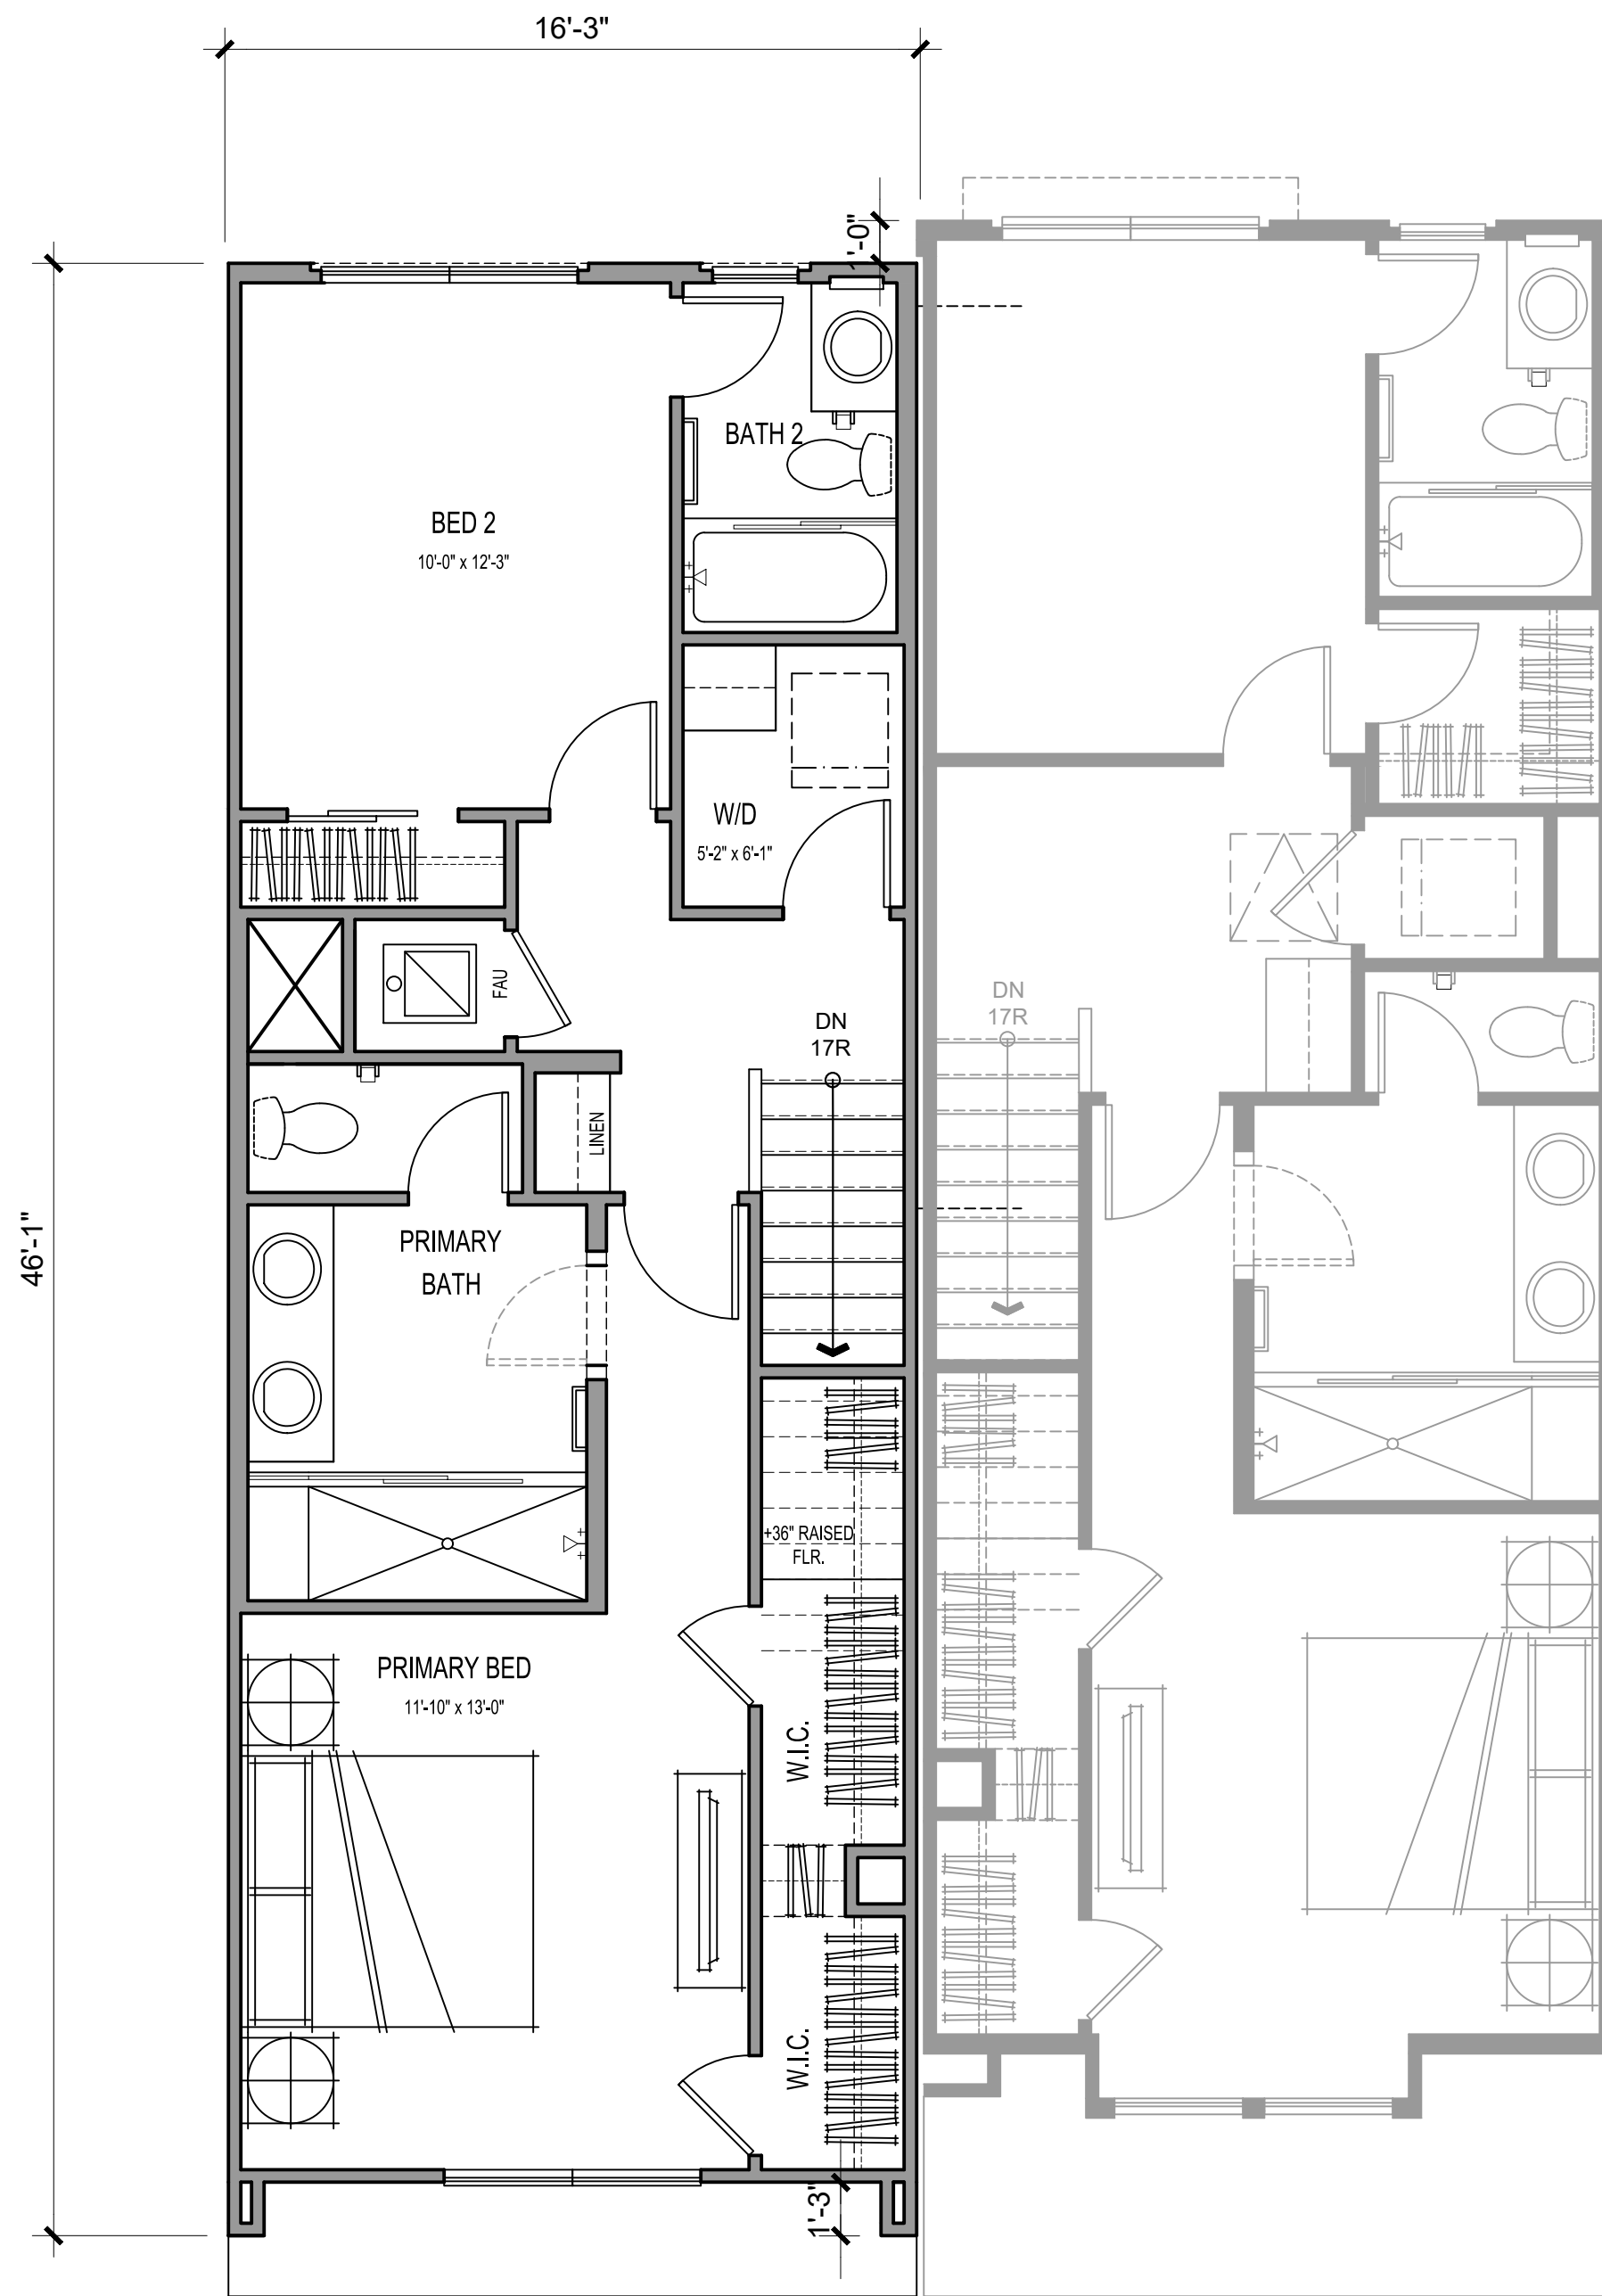 16'-3"
1'-0"
BATH 2
BED 2
10'-0" x 12'-3"
W/D
5'-2" x 6'-1"
FAU
DN
17R
DN
17R
LINEN
46'-1"
PRIMARY
BATH
+36" RAISED
FLR.
PRIMARY BED
11'-10" x 13'-0"
W.I.C.
W.I.C.
1'-3"